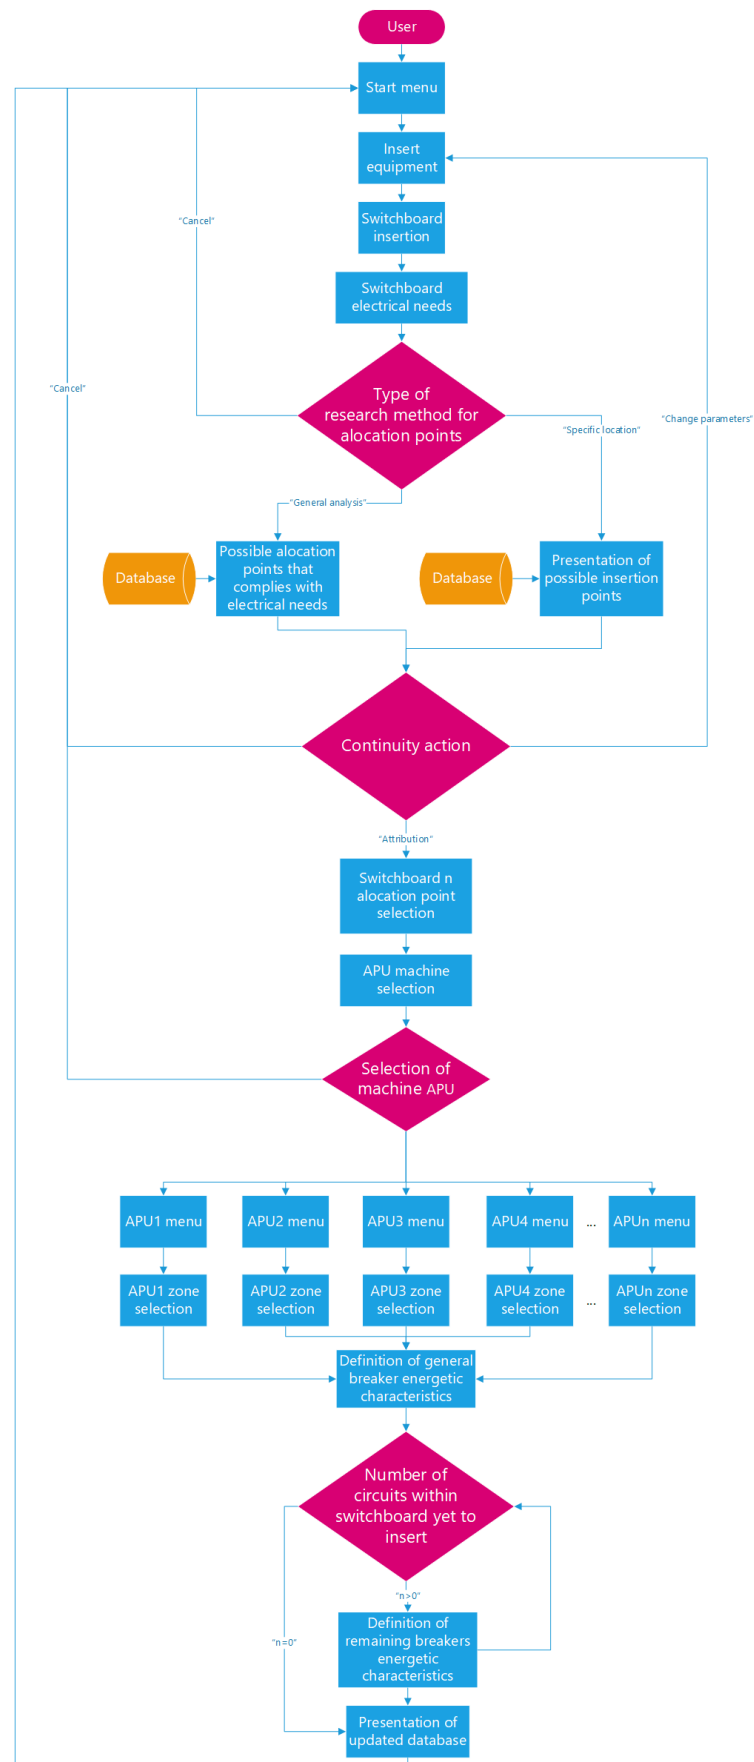 User
Start menu
Insert
equipment
Switchboard
insertion
"Cancel"
Switchboard
electrical needs
"Cancel"
Type of
research method for
alocation points
"Change parameters"
"Specific location"
"General analysis"
Database
Possible alocation
points that
complies with
electrical needs
Database
Presentation of
possible insertion
points
Continuity action
"Attribution"
Switchboard n
alocation point
selection
APU machine
selection
Selection of
machine APU
APU1 menu
APU2 menu
APU3 menu
APU4 menu
...
APUn menu
APU1 zone
selection
APU2 zone
selection
APU3 zone
selection
APU4 zone
selection
...
APUn zone
selection
Definition of general
breaker energetic
characteristics
Number of
circuits within
switchboard yet to
insert
"n>0"
"n=0"
Definition of
remaining breakers
energetic
characteristics
Presentation of
updated database